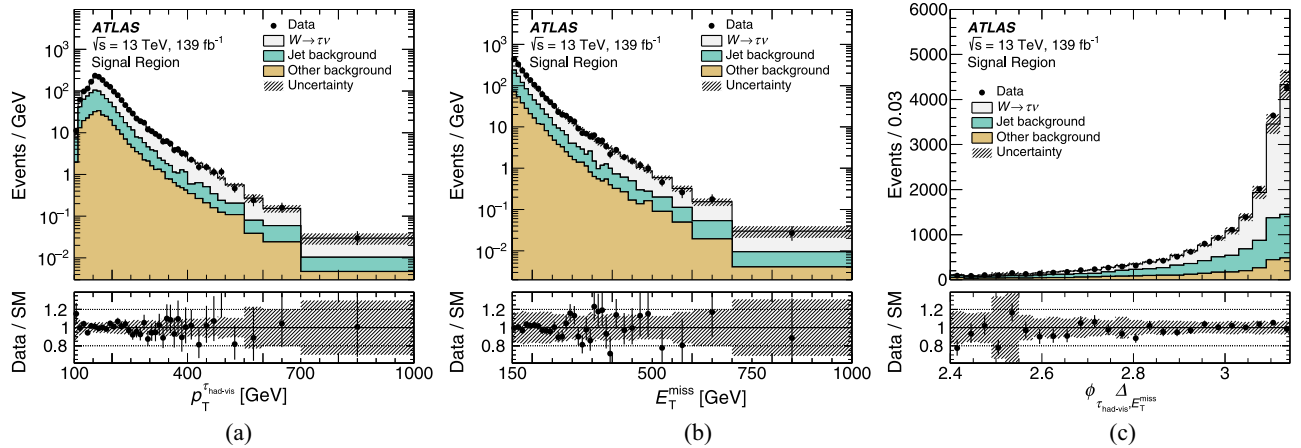 ATLAS
√s = 13 TeV, 139 fb⁻¹
Signal Region
Data
W→τν
Jet background
Other background
Uncertainty
Events / GeV
10³
10²
10
1
10⁻¹
10⁻²
Data / SM
1.2
1
0.8
100 400 700 1000
p_T^{τ_had-vis} [GeV]
(a)
ATLAS
√s = 13 TeV, 139 fb⁻¹
Signal Region
Data
W→τν
Jet background
Other background
Uncertainty
Events / GeV
10³
10²
10
1
10⁻¹
10⁻²
Data / SM
1.2
1
0.8
150 500 750 1000
E_T^miss [GeV]
(b)
ATLAS
√s = 13 TeV, 139 fb⁻¹
Signal Region
Data
W→τν
Jet background
Other background
Uncertainty
Events / 0.03
6000
5000
4000
3000
2000
1000
0
Data / SM
1.2
1
0.8
2.4 2.6 2.8 3
ϕ Δ
τ_had-vis, E_T^miss
(c)